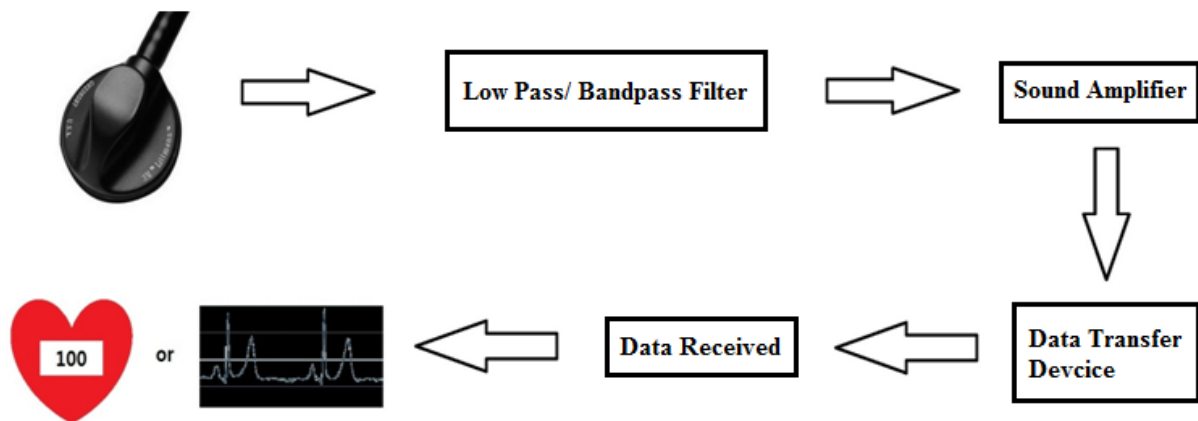 Low Pass/ Bandpass Filter
Sound Amplifier
Data Transfer
Devcice
Data Received
100
or